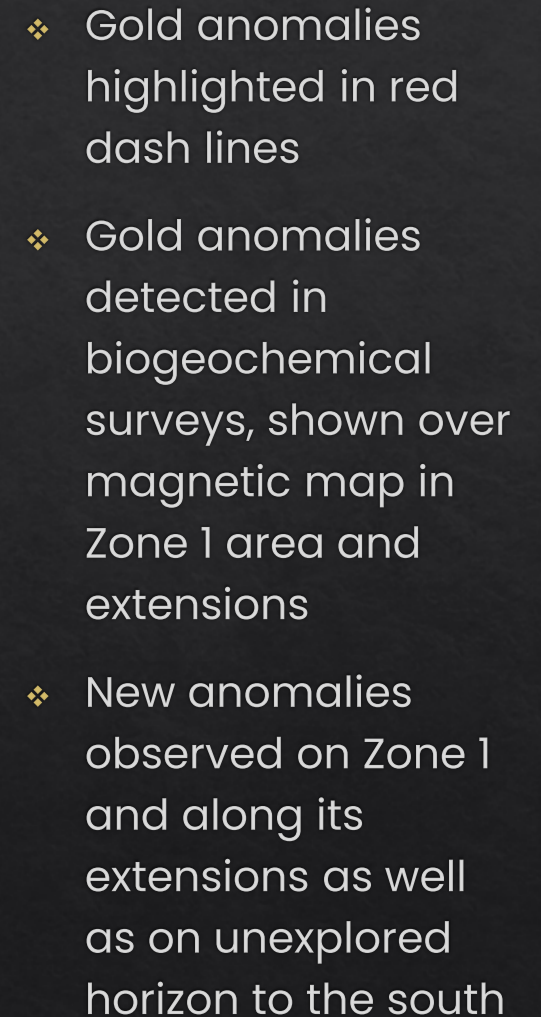 Gold anomalies
highlighted in red
dash lines
Gold anomalies
detected in
biogeochemical
surveys, shown over
magnetic map in
Zone 1 area and
extensions
New anomalies
observed on Zone 1
and along its
extensions as well
as on unexplored
horizon to the south